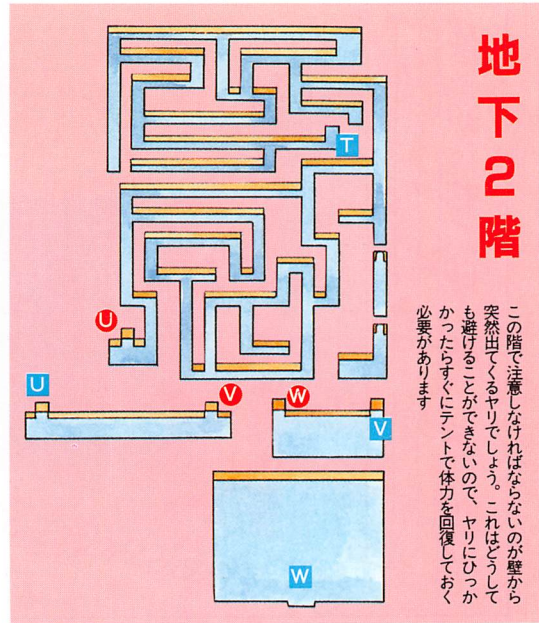 地下2階
この階で注意しなければならないのが壁から
突然出てくるヤリでしょう。これはどうして
も避けることができないので、ヤリにひっか
かったらすぐにテントで体力を回復しておく
必要があります
T
U
U
V
W
V
W